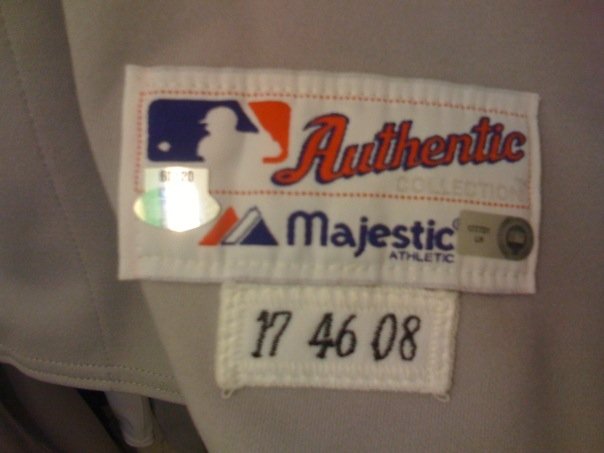 Authentic
COLLECTION
Majestic
ATHLETIC
17 46 08